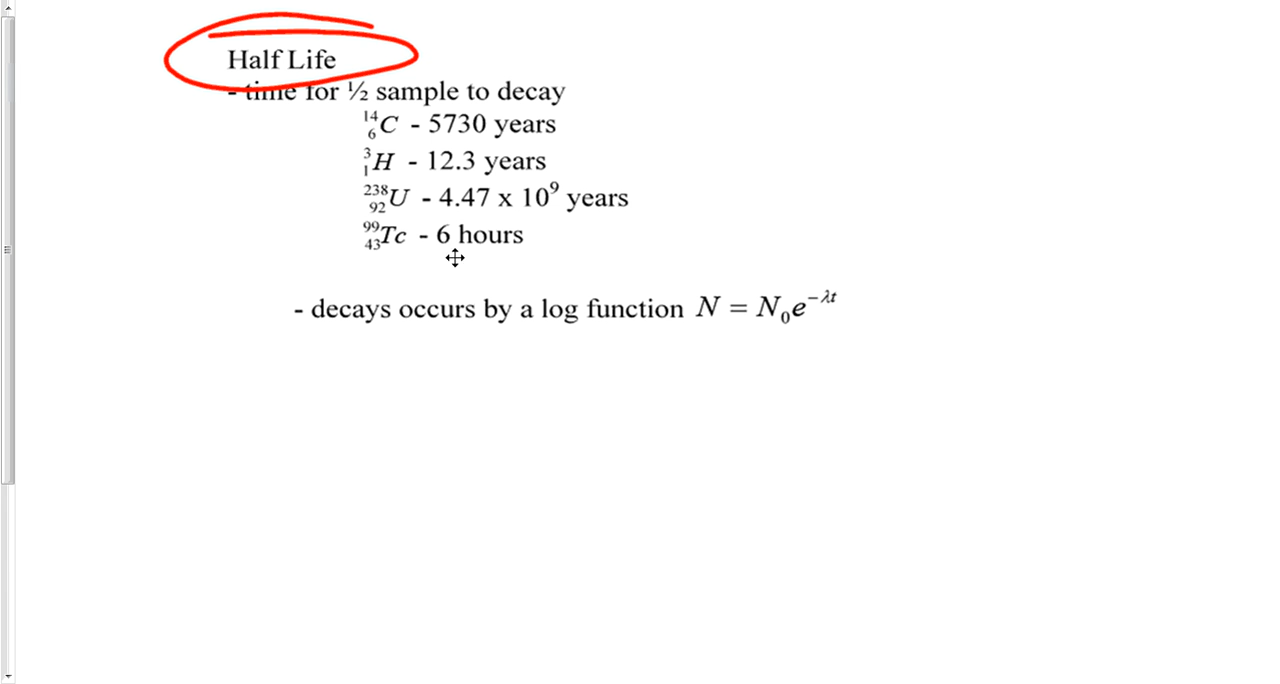 Half Life
- time for ½ sample to decay
¹⁴₆C - 5730 years
³₁H - 12.3 years
²³⁸₉₂U - 4.47 x 10⁹ years
⁹⁹₄₃Tc - 6 hours
- decays occurs by a log function N = N₀e^(−λt)